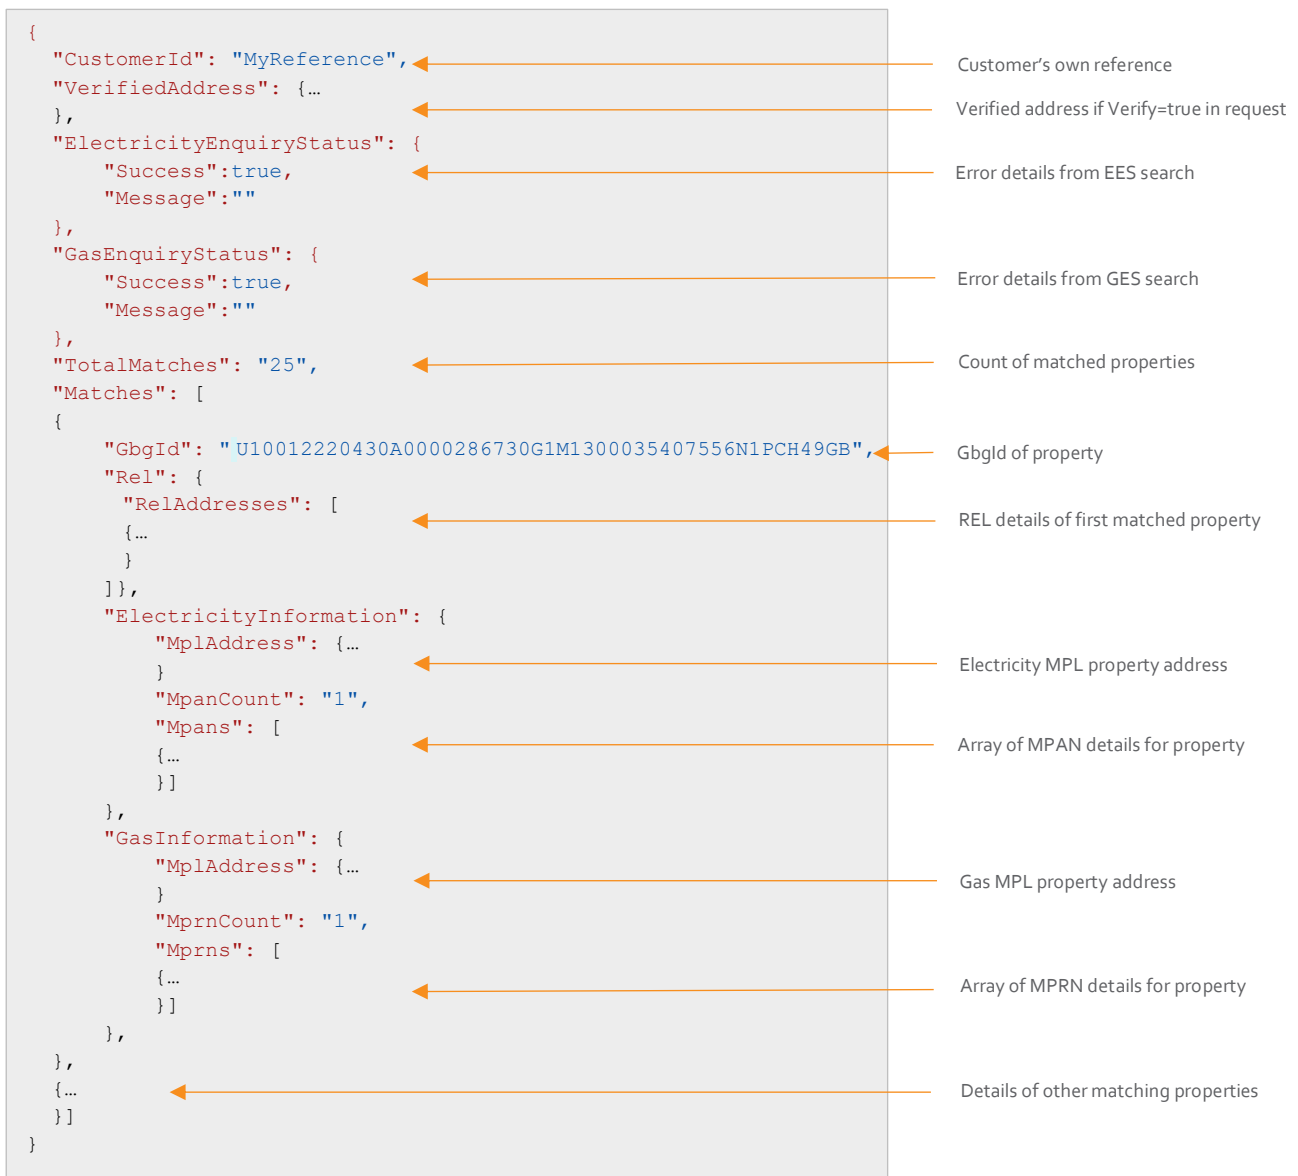 {
"CustomerId": "MyReference",
Customer's own reference
"VerifiedAddress": {…
Verified address if Verify=true in request
},
"ElectricityEnquiryStatus": {
"Success":true,
Error details from EES search
"Message":""
},
"GasEnquiryStatus": {
"Success":true,
Error details from GES search
"Message":""
},
"TotalMatches": "25",
Count of matched properties
"Matches": [
{
"GbgId": "U10012220430A0000286730G1M1300035407556N1PCH49GB",
GbgId of property
"Rel": {
"RelAddresses": [
REL details of first matched property
{…
}
]},
"ElectricityInformation": {
"MplAddress": {…
Electricity MPL property address
}
"MpanCount": "1",
"Mpans": [
Array of MPAN details for property
{…
}]
},
"GasInformation": {
"MplAddress": {…
Gas MPL property address
}
"MprnCount": "1",
"Mprns": [
{…
Array of MPRN details for property
}]
},
},
{…
Details of other matching properties
}]
}